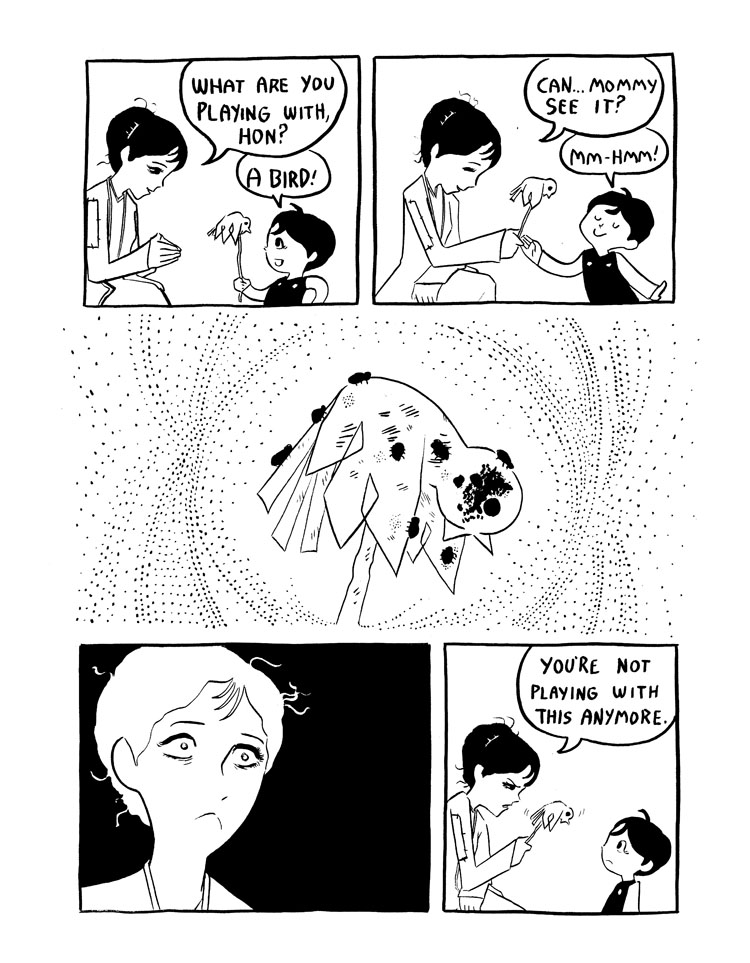 WHAT ARE YOU
PLAYING WITH,
HON?
A BIRD!
CAN... MOMMY
SEE IT?
MM-HMM!
YOU'RE NOT
PLAYING WITH
THIS ANYMORE.